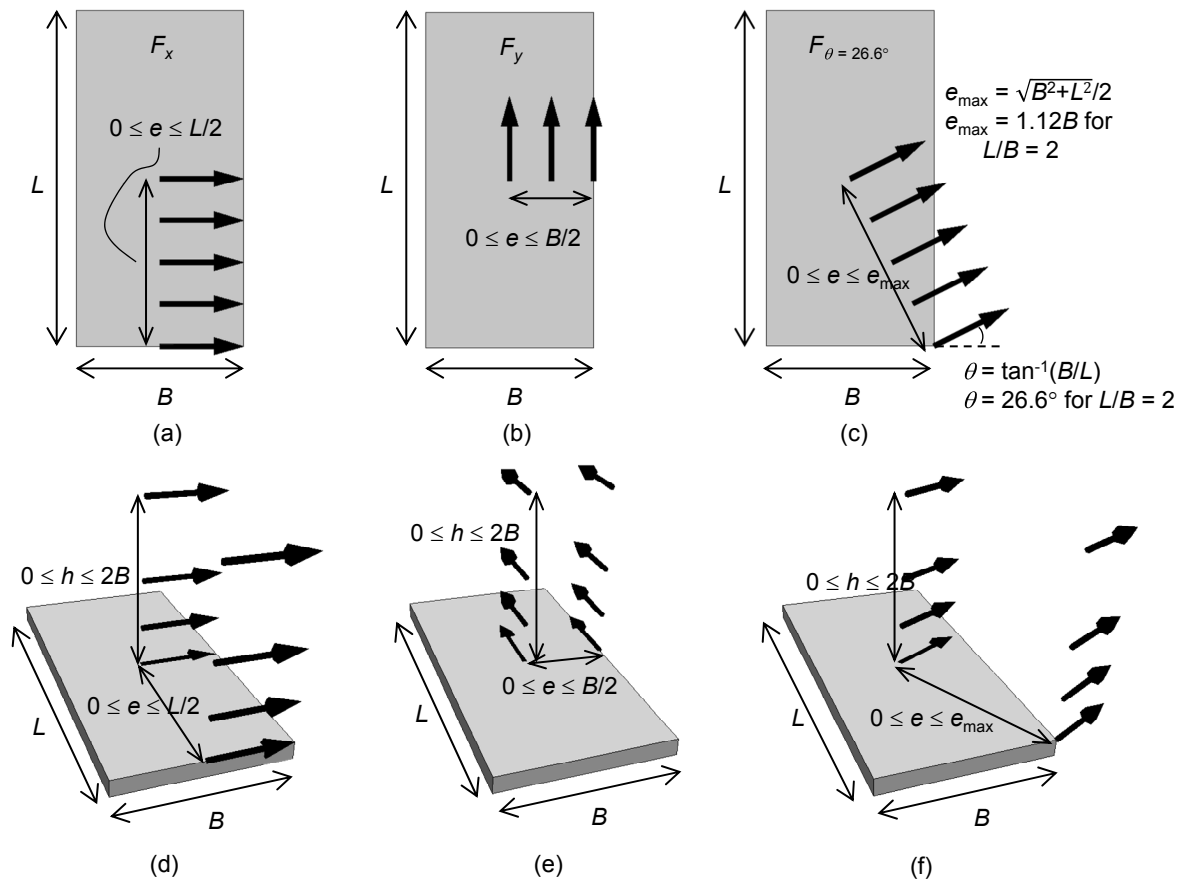 F_x
0 ≤ e ≤ L/2
L
B
(a)
F_y
L
0 ≤ e ≤ B/2
B
(b)
F_θ = 26.6°
e_max = √B²+L²/2
e_max = 1.12B for
L/B = 2
L
0 ≤ e ≤ e_max
B
θ = tan⁻¹(B/L)
θ = 26.6° for L/B = 2
(c)
0 ≤ h ≤ 2B
0 ≤ e ≤ L/2
L
B
(d)
0 ≤ h ≤ 2B
0 ≤ e ≤ B/2
L
B
(e)
0 ≤ h ≤ 2B
0 ≤ e ≤ e_max
L
B
(f)